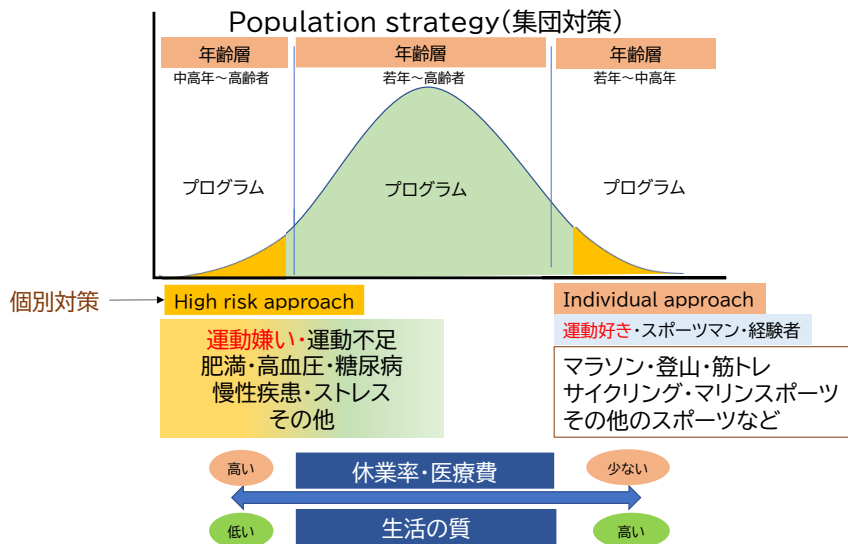 Population strategy(集団対策)
年齢層
中高年～高齢者
年齢層
若年～高齢者
年齢層
若年～中高年
プログラム
プログラム
プログラム
個別対策
High risk approach
Individual approach
運動嫌い・運動不足
肥満・高血圧・糖尿病
慢性疾患・ストレス
その他
運動好き・スポーツマン・経験者
マラソン・登山・筋トレ
サイクリング・マリンスポーツ
その他のスポーツなど
高い
休業率・医療費
少ない
低い
生活の質
高い